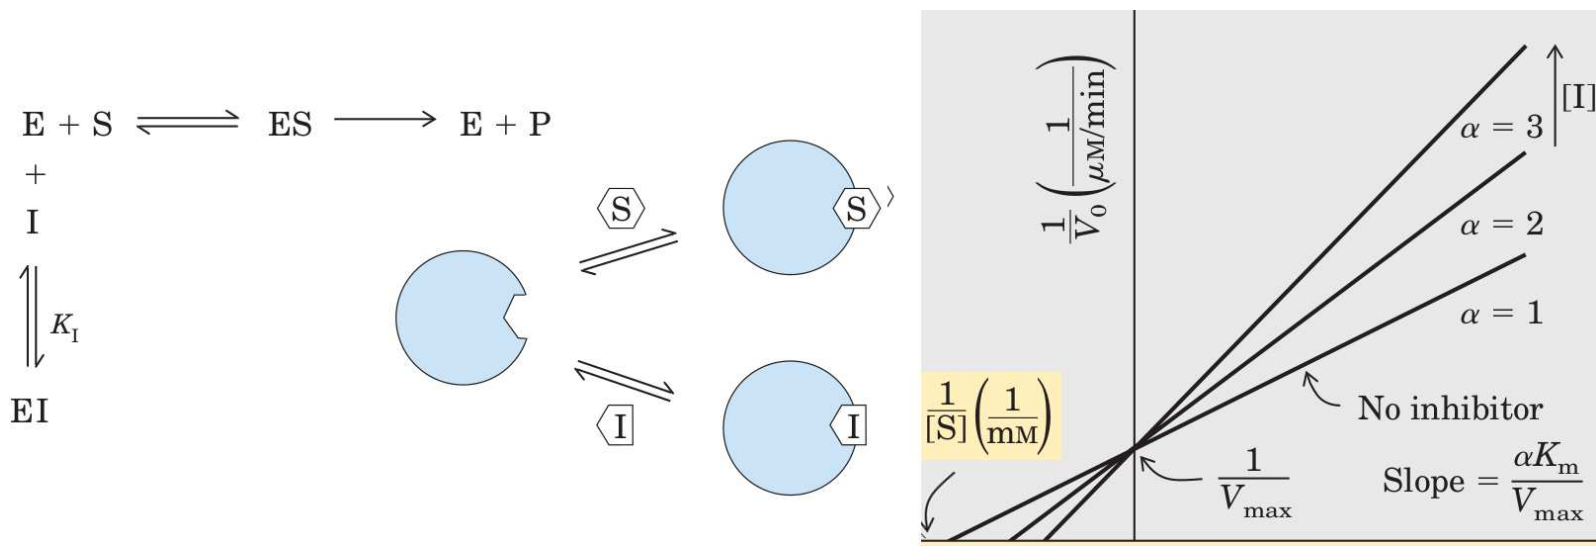 E + S ⇌ ES → E + P
+
I
K_I
EI
S
S
I
I
1/V₀ (1/μM/min)
[I]
α = 3
α = 2
α = 1
1/[S] (1/mM)
No inhibitor
1/V_max
Slope = αK_m/V_max